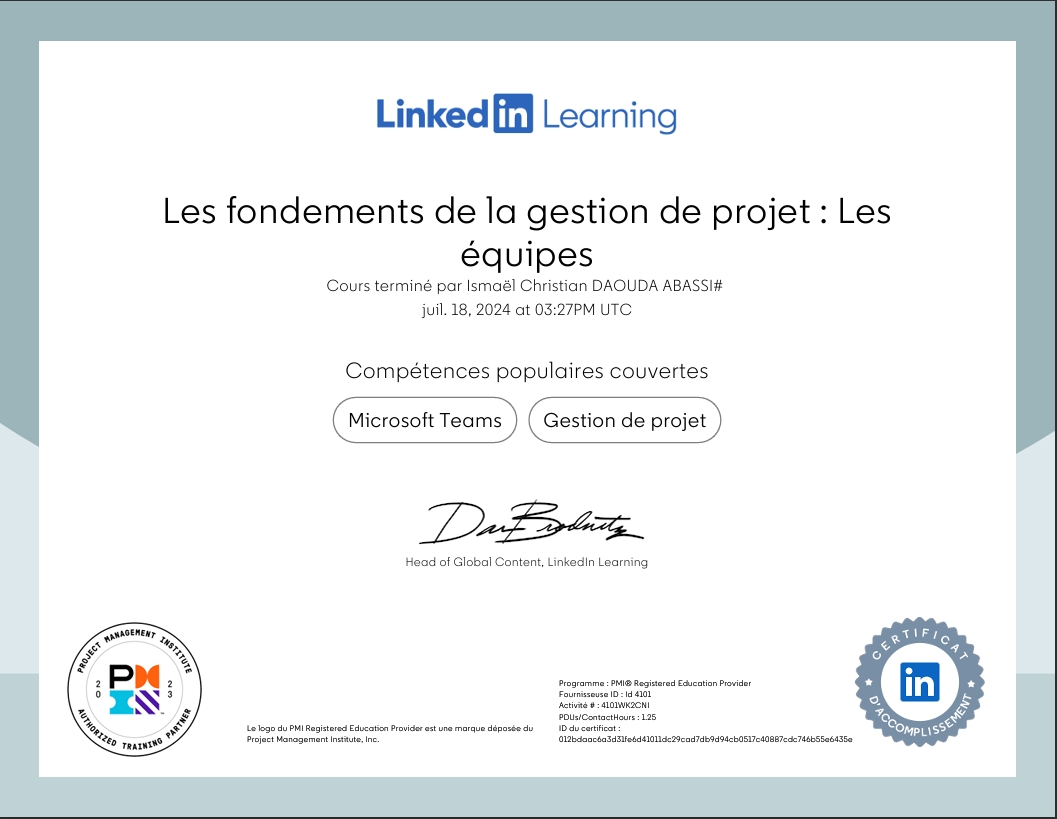 Linked in Learning
Les fondements de la gestion de projet : Les
équipes
Cours terminé par Ismaël Christian DAOUDA ABASSI#
juil. 18, 2024 at 03:27PM UTC
Compétences populaires couvertes
Microsoft Teams Gestion de projet
Dan Brodnitz
Head of Global Content, LinkedIn Learning
PROJECT MANAGEMENT INSTITUTE
PMI
20 23
AUTHORIZED TRAINING PARTNER
Le logo du PMI Registered Education Provider est une marque déposée du
Project Management Institute, Inc.
Programme : PMI® Registered Education Provider
Fournisseuse ID : Id 4101
Activité # : 4101WK2CNI
PDUs/ContactHours : 1.25
ID du certificat :
012bdaac6a3d31fe6d41011dc29cad7db9d94cb0517c40887cdc746b55e6435e
CERTIFICAT
in
D'ACCOMPLISSEMENT